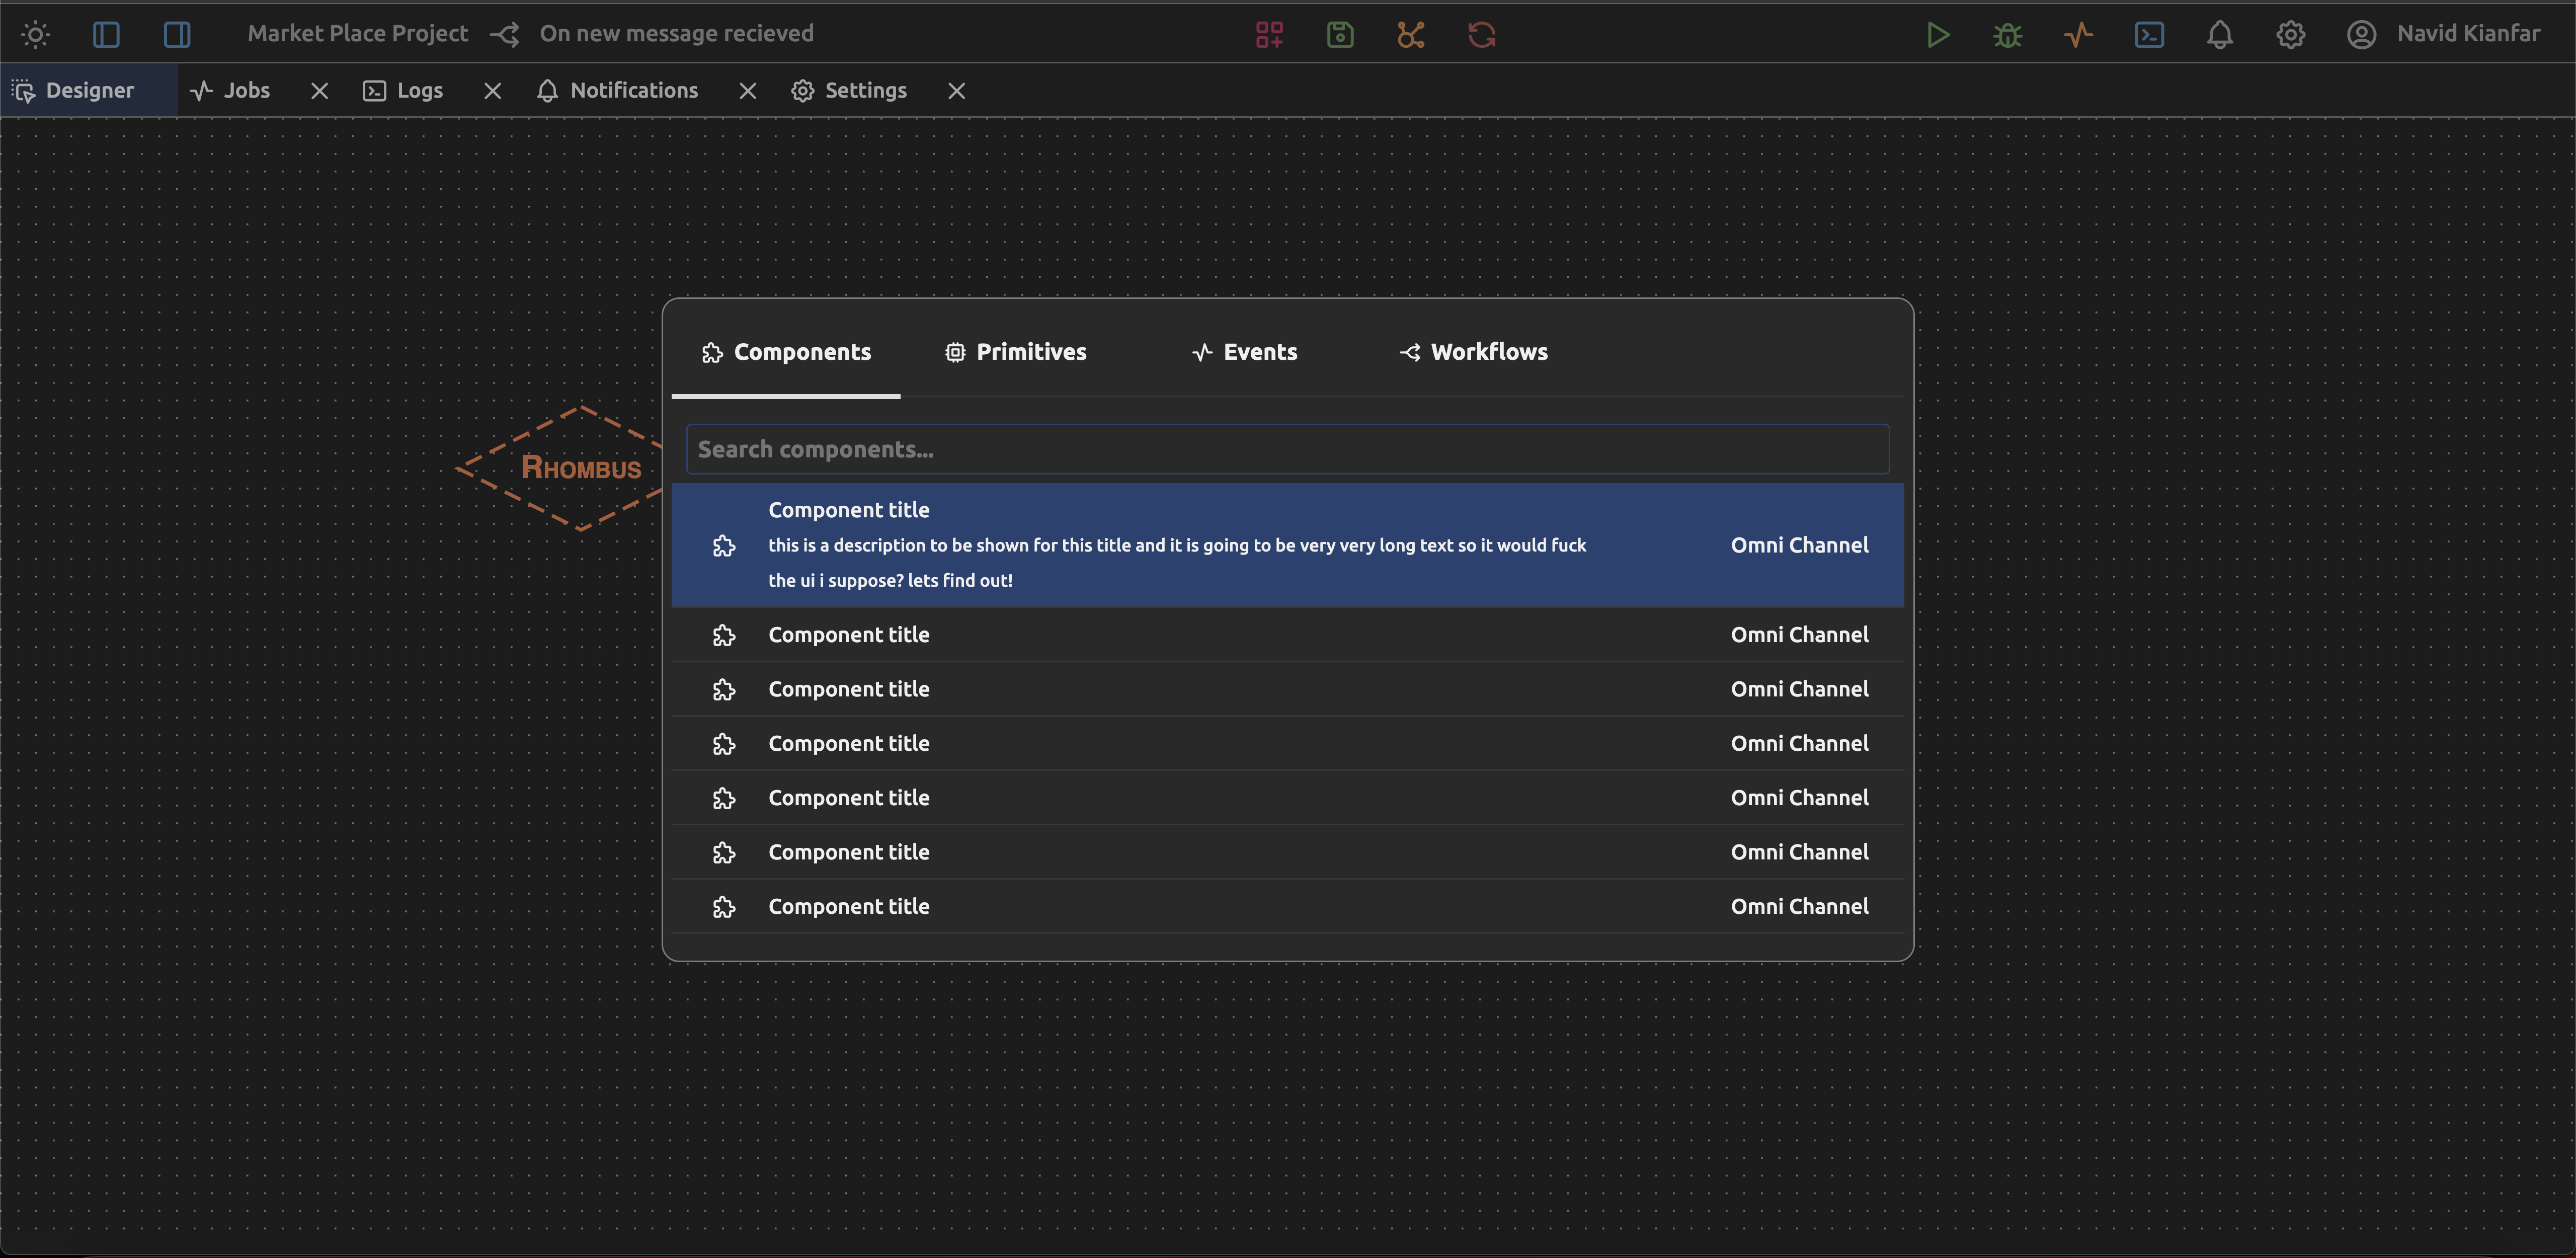 Market Place Project On new message recieved Navid Kianfar
Designer Jobs Logs Notifications Settings
Components Primitives Events Workflows
RHOMBUS
Search components...
Component title
this is a description to be shown for this title and it is going to be very very long text so it would fuck
the ui i suppose? lets find out!
Omni Channel
Component title Omni Channel
Component title Omni Channel
Component title Omni Channel
Component title Omni Channel
Component title Omni Channel
Component title Omni Channel